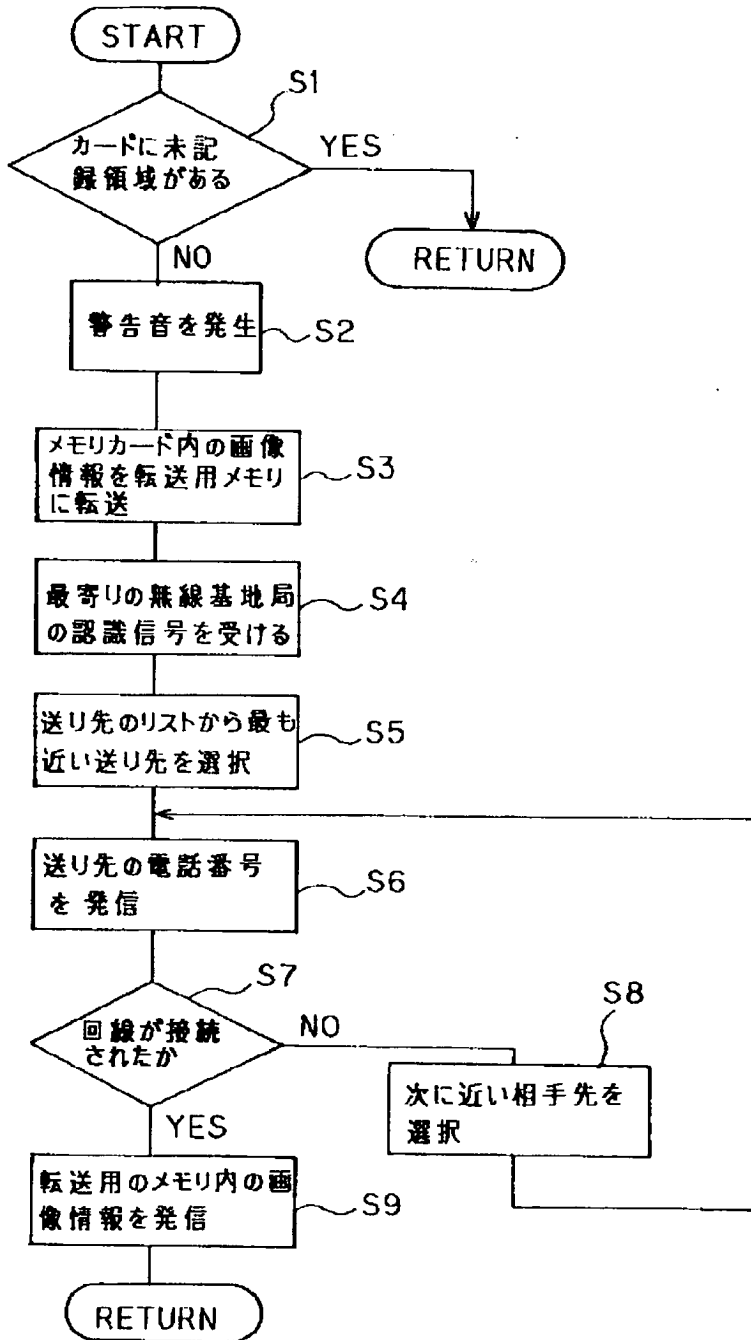 START
S1
カードに未記
録領域がある
YES
RETURN
NO
警告音を発生
S2
メモリカード内の画像
情報を転送用メモリ
に転送
S3
最寄りの無線基地局
の認識信号を受ける
S4
送り先のリストから最も
近い送り先を選択
S5
送り先の電話番号
を発信
S6
S7
回線が接続
されたか
NO
S8
次に近い相手先を
選択
YES
転送用のメモリ内の画
像情報を発信
S9
RETURN